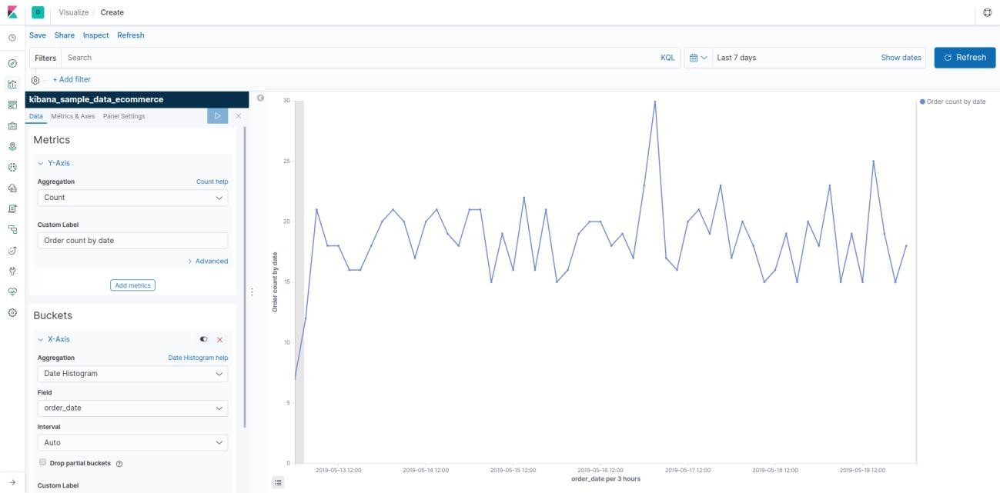 D Visualize / Create
Save Share Inspect Refresh
Filters Search KQL Last 7 days Show dates Refresh
+ Add filter
kibana_sample_data_ecommerce
Data Metrics & Axes Panel Settings
Metrics
Y-Axis
Aggregation Count help
Count
Custom Label
Order count by date
Advanced
Add metrics
Buckets
X-Axis
Aggregation Date Histogram help
Date Histogram
Field
order_date
Interval
Auto
Drop partial buckets
Custom Label
Order count by date
30
25
20
15
10
5
0
Order count by date
2019-05-13 12:00 2019-05-14 12:00 2019-05-15 12:00 2019-05-16 12:00 2019-05-17 12:00 2019-05-18 12:00 2019-05-19 12:00
order_date per 3 hours